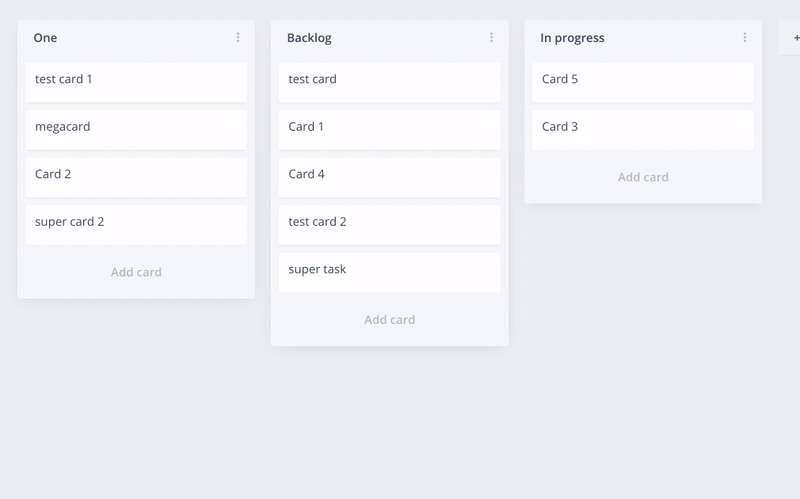 One
test card 1
megacard
Card 2
super card 2
Add card
Backlog
test card
Card 1
Card 4
test card 2
super task
Add card
In progress
Card 5
Card 3
Add card
+